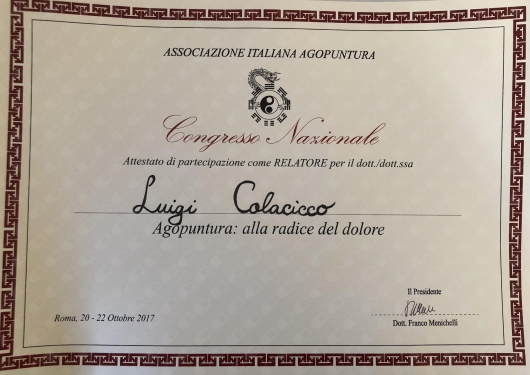 ASSOCIAZIONE ITALIANA AGOPUNTURA
Congresso Nazionale
Attestato di partecipazione come RELATORE per il dott./dott.ssa
Luigi Colacicco
Agopuntura: alla radice del dolore
Il Presidente
Roma, 20 - 22 Ottobre 2017
Dott. Franco Menichelli